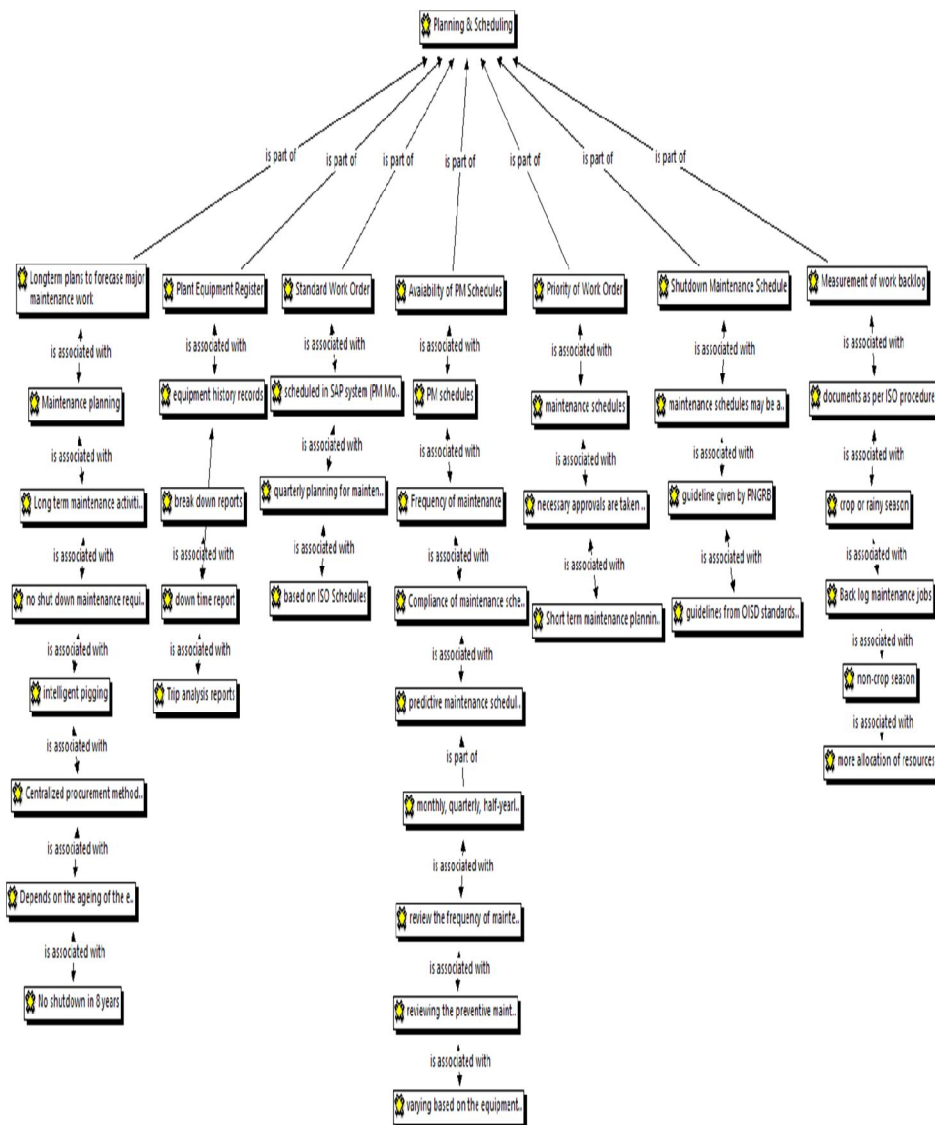 Planning & Scheduling
is part of
is part of
is part of
is part of
is part of
is part of
is part of
Longterm plans to forecase major
maintenance work
Plant Equipment Register
Standard Work Order
Avaiability of PM Schedules
Priority of Work Order
Shutdown Maintenance Schedule
Measurement of work backlog
is associated with
is associated with
is associated with
is associated with
is associated with
is associated with
is associated with
Maintenance planning
equipment history records
scheduled in SAP system (PM Mo..
PM schedules
maintenance schedules
maintenance schedules may be a..
documents as per ISO procedure
is associated with
is associated with
is associated with
is associated with
is associated with
is associated with
Long term maintenance activiti..
break down reports
quarterly planning for mainten..
Frequency of maintenance
necessary approvals are taken ..
guideline given by PNGRB
crop or rainy season
is associated with
is associated with
is associated with
is associated with
is associated with
is associated with
is associated with
no shut down maintenance requi..
down time report
based on ISO Schedules
Compliance of maintenance sche..
Short term maintenance plannin..
guidelines from OISD standards..
Back log maintenance jobs
is associated with
is associated with
is associated with
is associated with
intelligent pigging
Trip analysis reports
predictive maintenance schedul..
non-crop season
is associated with
is part of
is associated with
Centralized procurement method..
monthly, quarterly, half-yearl..
more allocation of resources
is associated with
is associated with
Depends on the ageing of the e..
review the frequency of mainte..
is associated with
is associated with
No shutdown in 8 years
reviewing the preventive maint..
is associated with
varying based on the equipment..